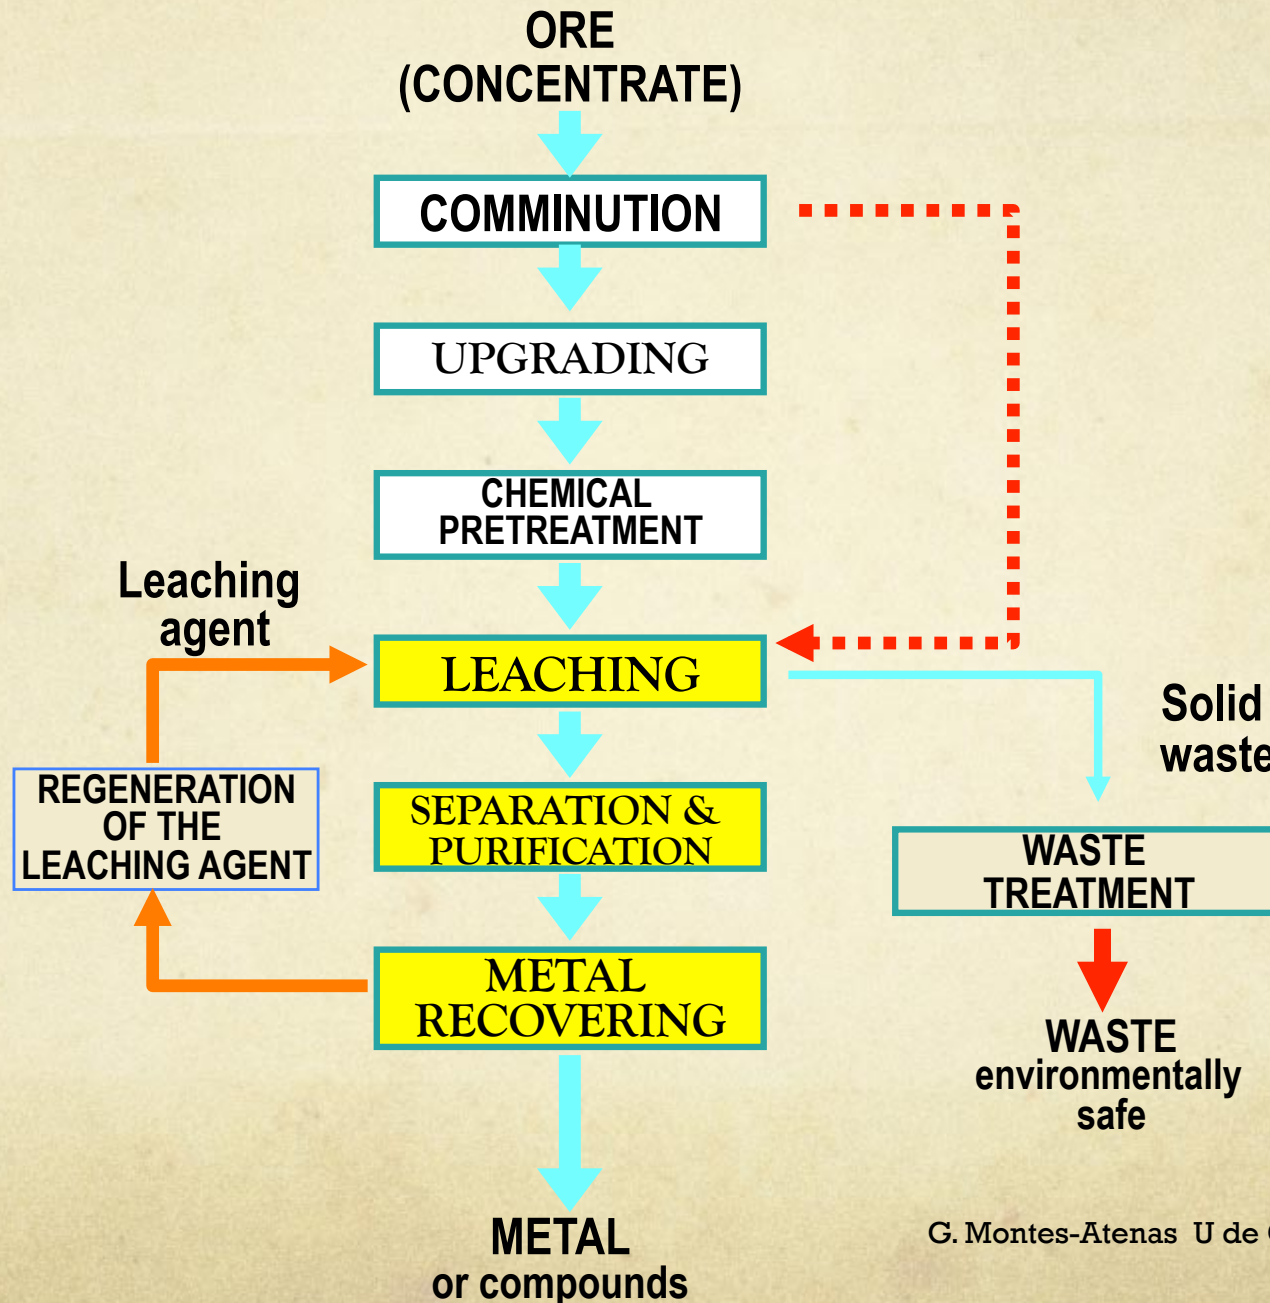 ORE
(CONCENTRATE)
COMMINUTION
UPGRADING
CHEMICAL
PRETREATMENT
Leaching
agent
LEACHING
Solid
waste
REGENERATION
OF THE
LEACHING AGENT
SEPARATION &
PURIFICATION
WASTE
TREATMENT
METAL
RECOVERING
WASTE
environmentally
safe
METAL
or compounds
G. Montes-Atenas U de